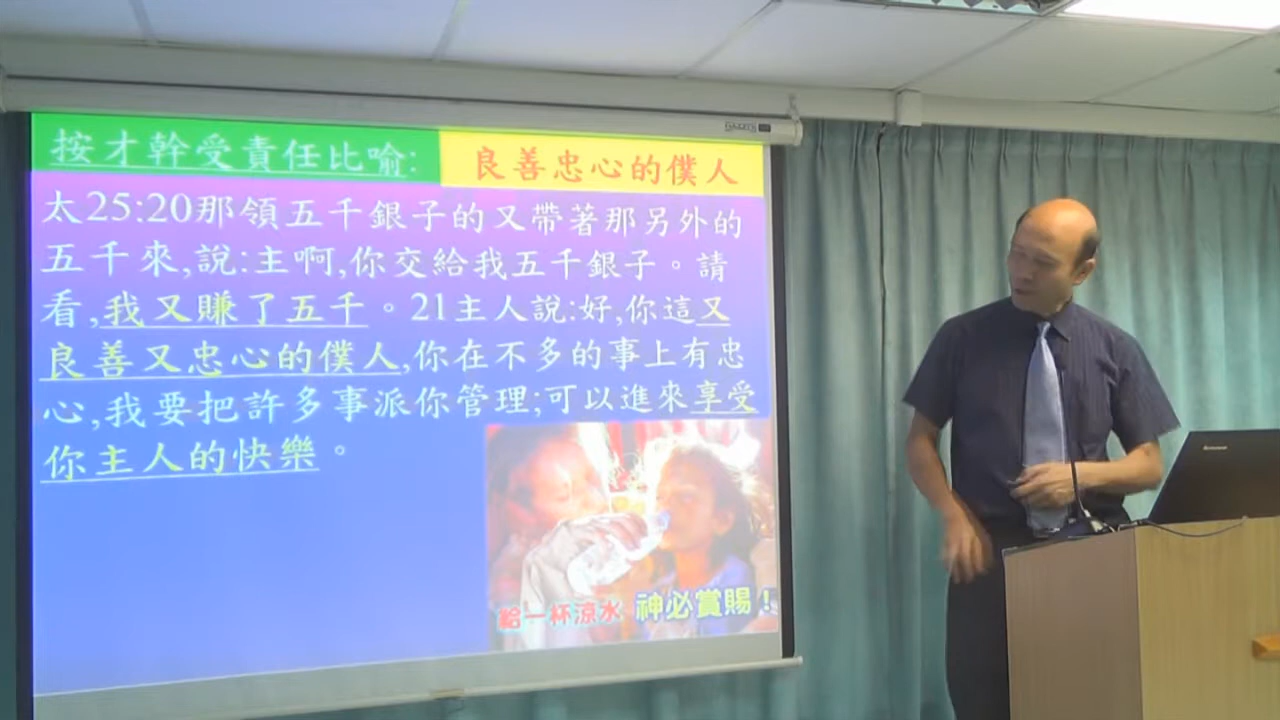 按才幹受責任比喻:
良善忠心的僕人
太25:20那領五千銀子的又帶著那另外的
五千來,說:主啊,你交給我五千銀子。請
看,我又賺了五千。21主人說:好,你這又
良善又忠心的僕人,你在不多的事上有忠
心,我要把許多事派你管理;可以進來享受
你主人的快樂。
給一杯涼水 神必賞賜!
lenovo